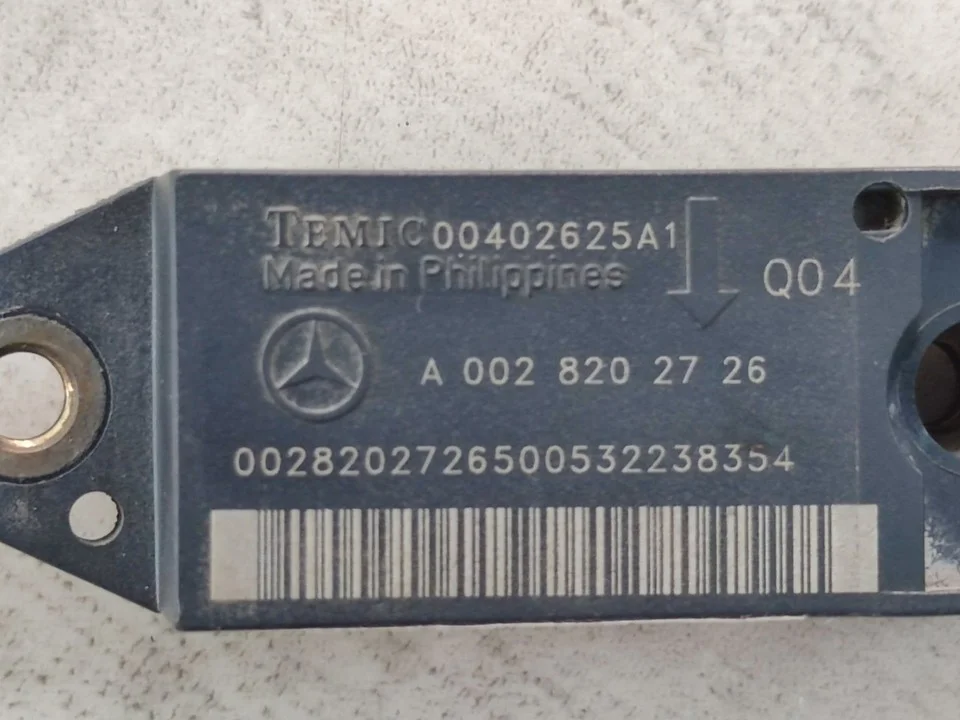 TEMIC 00402625A1
Made in Philippines
Q04
A 002 820 27 26
0028202726500532238354